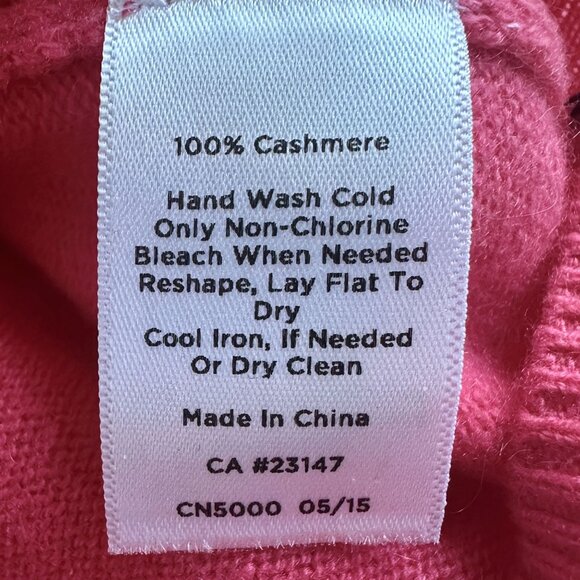 100% Cashmere
Hand Wash Cold
Only Non-Chlorine
Bleach When Needed
Reshape, Lay Flat To
Dry
Cool Iron, If Needed
Or Dry Clean
Made In China
CA #23147
CN5000 05/15